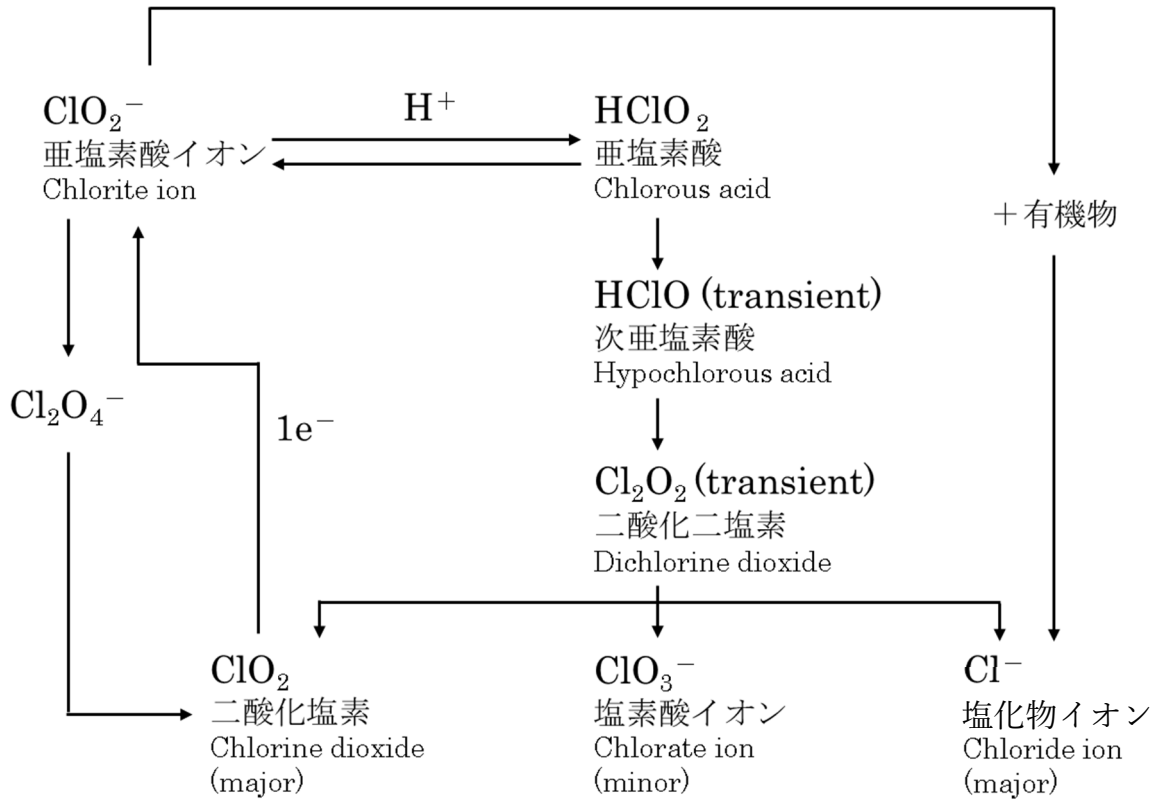 ClO₂⁻
亜塩素酸イオン
Chlorite ion
H⁺
HClO₂
亜塩素酸
Chlorous acid
＋有機物
HClO (transient)
次亜塩素酸
Hypochlorous acid
Cl₂O₄⁻
1e⁻
Cl₂O₂ (transient)
二酸化二塩素
Dichlorine dioxide
ClO₂
二酸化塩素
Chlorine dioxide
(major)
ClO₃⁻
塩素酸イオン
Chlorate ion
(minor)
Cl⁻
塩化物イオン
Chloride ion
(major)